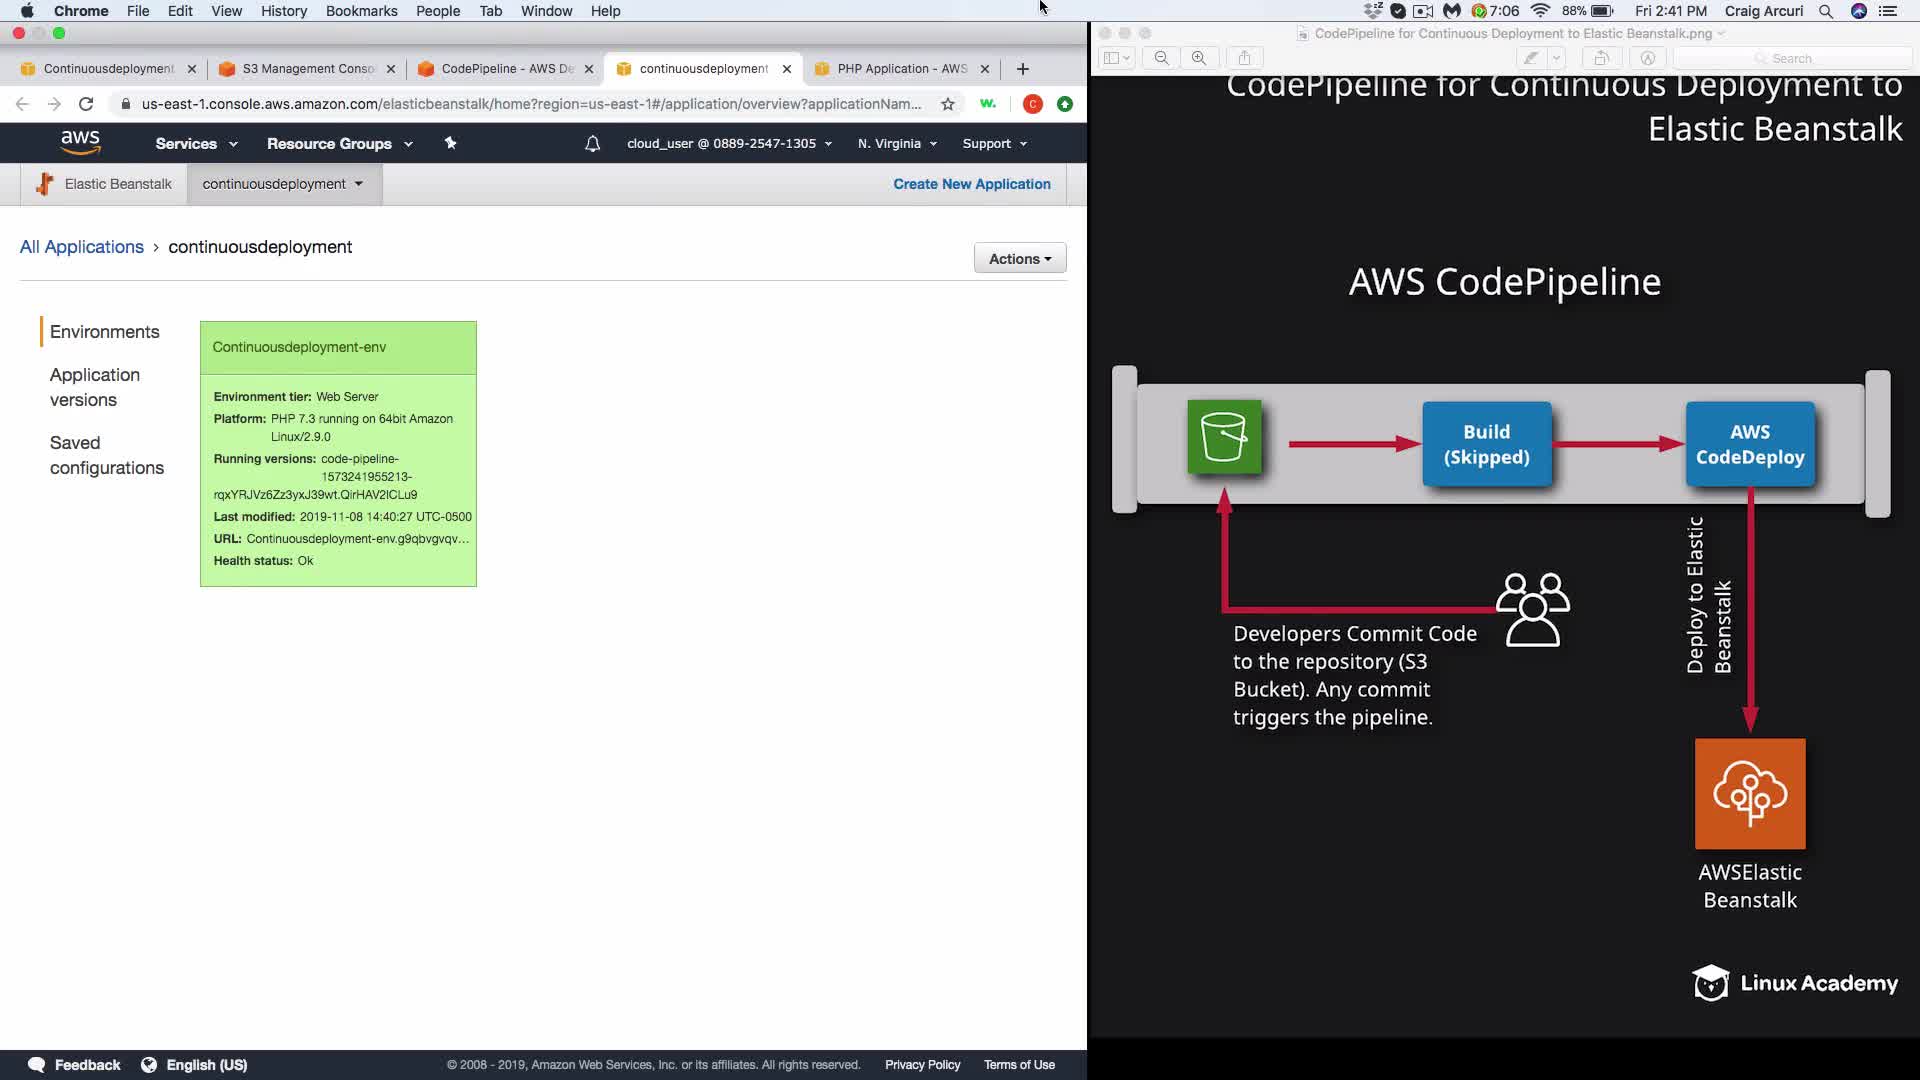 Chrome File Edit View History Bookmarks People Tab Window Help
7:06 88% Fri 2:41 PM Craig Arcuri
Continuousdeployment
S3 Management Conso
CodePipeline - AWS De
continuousdeployment
PHP Application - AWS
us-east-1.console.aws.amazon.com/elasticbeanstalk/home?region=us-east-1#/application/overview?applicationNam...
w.
C
aws Services Resource Groups cloud_user @ 0889-2547-1305 N. Virginia Support
Elastic Beanstalk continuousdeployment Create New Application
All Applications › continuousdeployment
Actions
Environments
Application
versions
Saved
configurations
Continuousdeployment-env
Environment tier: Web Server
Platform: PHP 7.3 running on 64bit Amazon
Linux/2.9.0
Running versions: code-pipeline-
1573241955213-
rqxYRJVz6Zz3yxJ39wt.QirHAV2ICLu9
Last modified: 2019-11-08 14:40:27 UTC-0500
URL: Continuousdeployment-env.g9qbvgvqv...
Health status: Ok
Feedback English (US) © 2008 - 2019, Amazon Web Services, Inc. or its affiliates. All rights reserved. Privacy Policy Terms of Use
CodePipeline for Continuous Deployment to Elastic Beanstalk.png
Search
CodePipeline for Continuous Deployment to
Elastic Beanstalk
AWS CodePipeline
Build
(Skipped)
AWS
CodeDeploy
Developers Commit Code
to the repository (S3
Bucket). Any commit
triggers the pipeline.
Deploy to Elastic
Beanstalk
AWSElastic
Beanstalk
Linux Academy